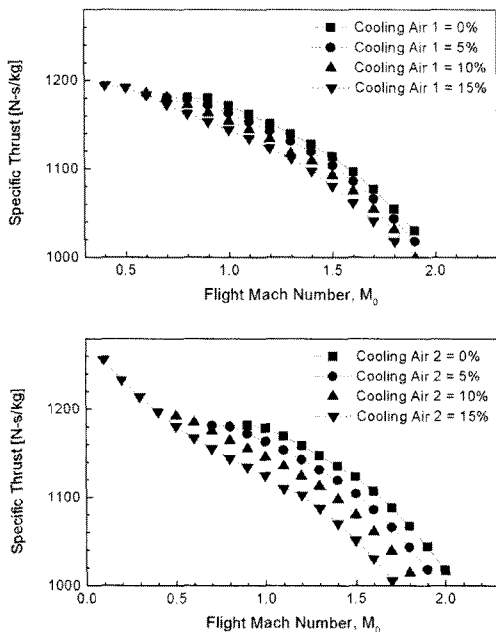 Cooling Air 1 = 0%
Cooling Air 1 = 5%
Cooling Air 1 = 10%
Cooling Air 1 = 15%
1200
1100
1000
Specific Thrust [N-s/kg]
0.5
1.0
1.5
2.0
Flight Mach Number, M₀
Cooling Air 2 = 0%
Cooling Air 2 = 5%
Cooling Air 2 = 10%
Cooling Air 2 = 15%
1200
1100
1000
Specific Thrust [N-s/kg]
0.0
0.5
1.0
1.5
2.0
Flight Mach Number, M₀